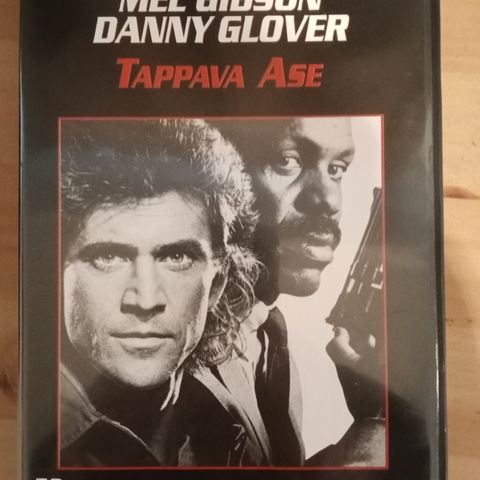 MEL GIBSON
DANNY GLOVER
TAPPAVA ASE